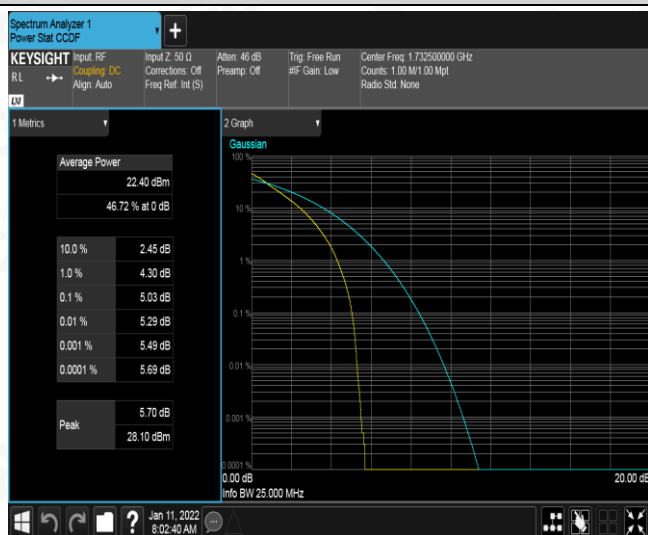 Spectrum Analyzer 1
Power Stat CCDF
+
KEYSIGHT
RL
LXI
Input: RF
Coupling: DC
Align: Auto
Input Z: 50 Ω
Corrections: Off
Freq Ref: Int (S)
Atten: 46 dB
Preamp: Off
Trig: Free Run
#IF Gain: Low
Center Freq: 1.732500000 GHz
Counts: 1.00 M/1.00 Mpt
Radio Std: None
1 Metrics
Average Power
22.40 dBm
46.72 % at 0 dB
10.0 % 2.45 dB
1.0 % 4.30 dB
0.1 % 5.03 dB
0.01 % 5.29 dB
0.001 % 5.49 dB
0.0001 % 5.69 dB
Peak
5.70 dB
28.10 dBm
2 Graph
Gaussian
100 %
10 %
1 %
0.1 %
0.01 %
0.001 %
0.0001 %
0.00 dB 20.00 dB
Info BW 25.000 MHz
?
Jan 11, 2022
8:02:40 AM